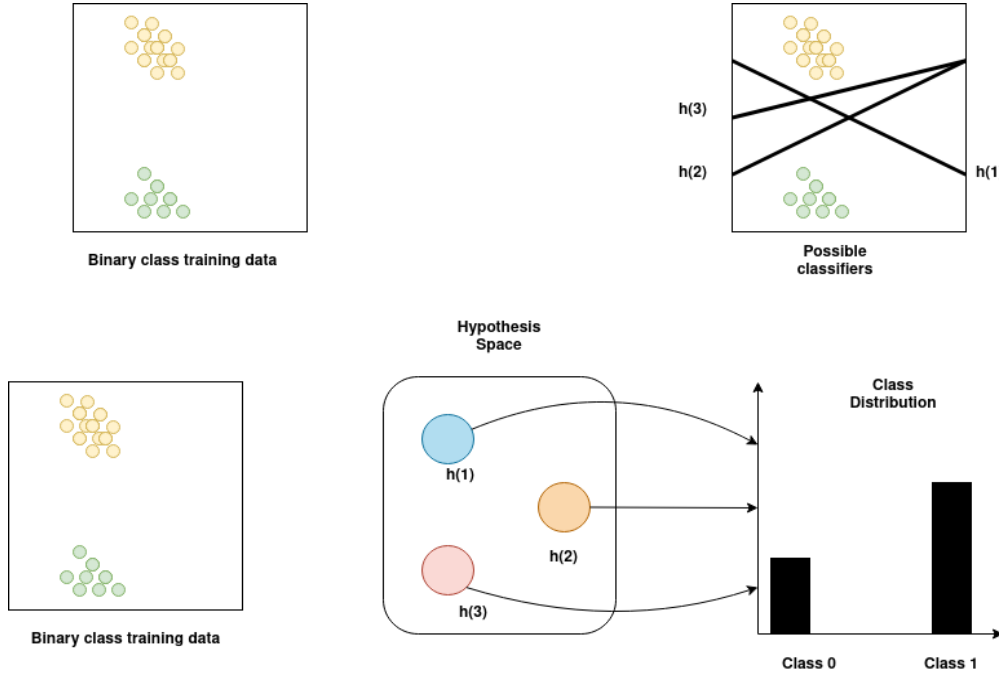 h(3)
h(2)
h(1
Binary class training data
Possible
classifiers
Hypothesis
Space
Class
Distribution
h(1)
h(2)
h(3)
Binary class training data
Class 0
Class 1